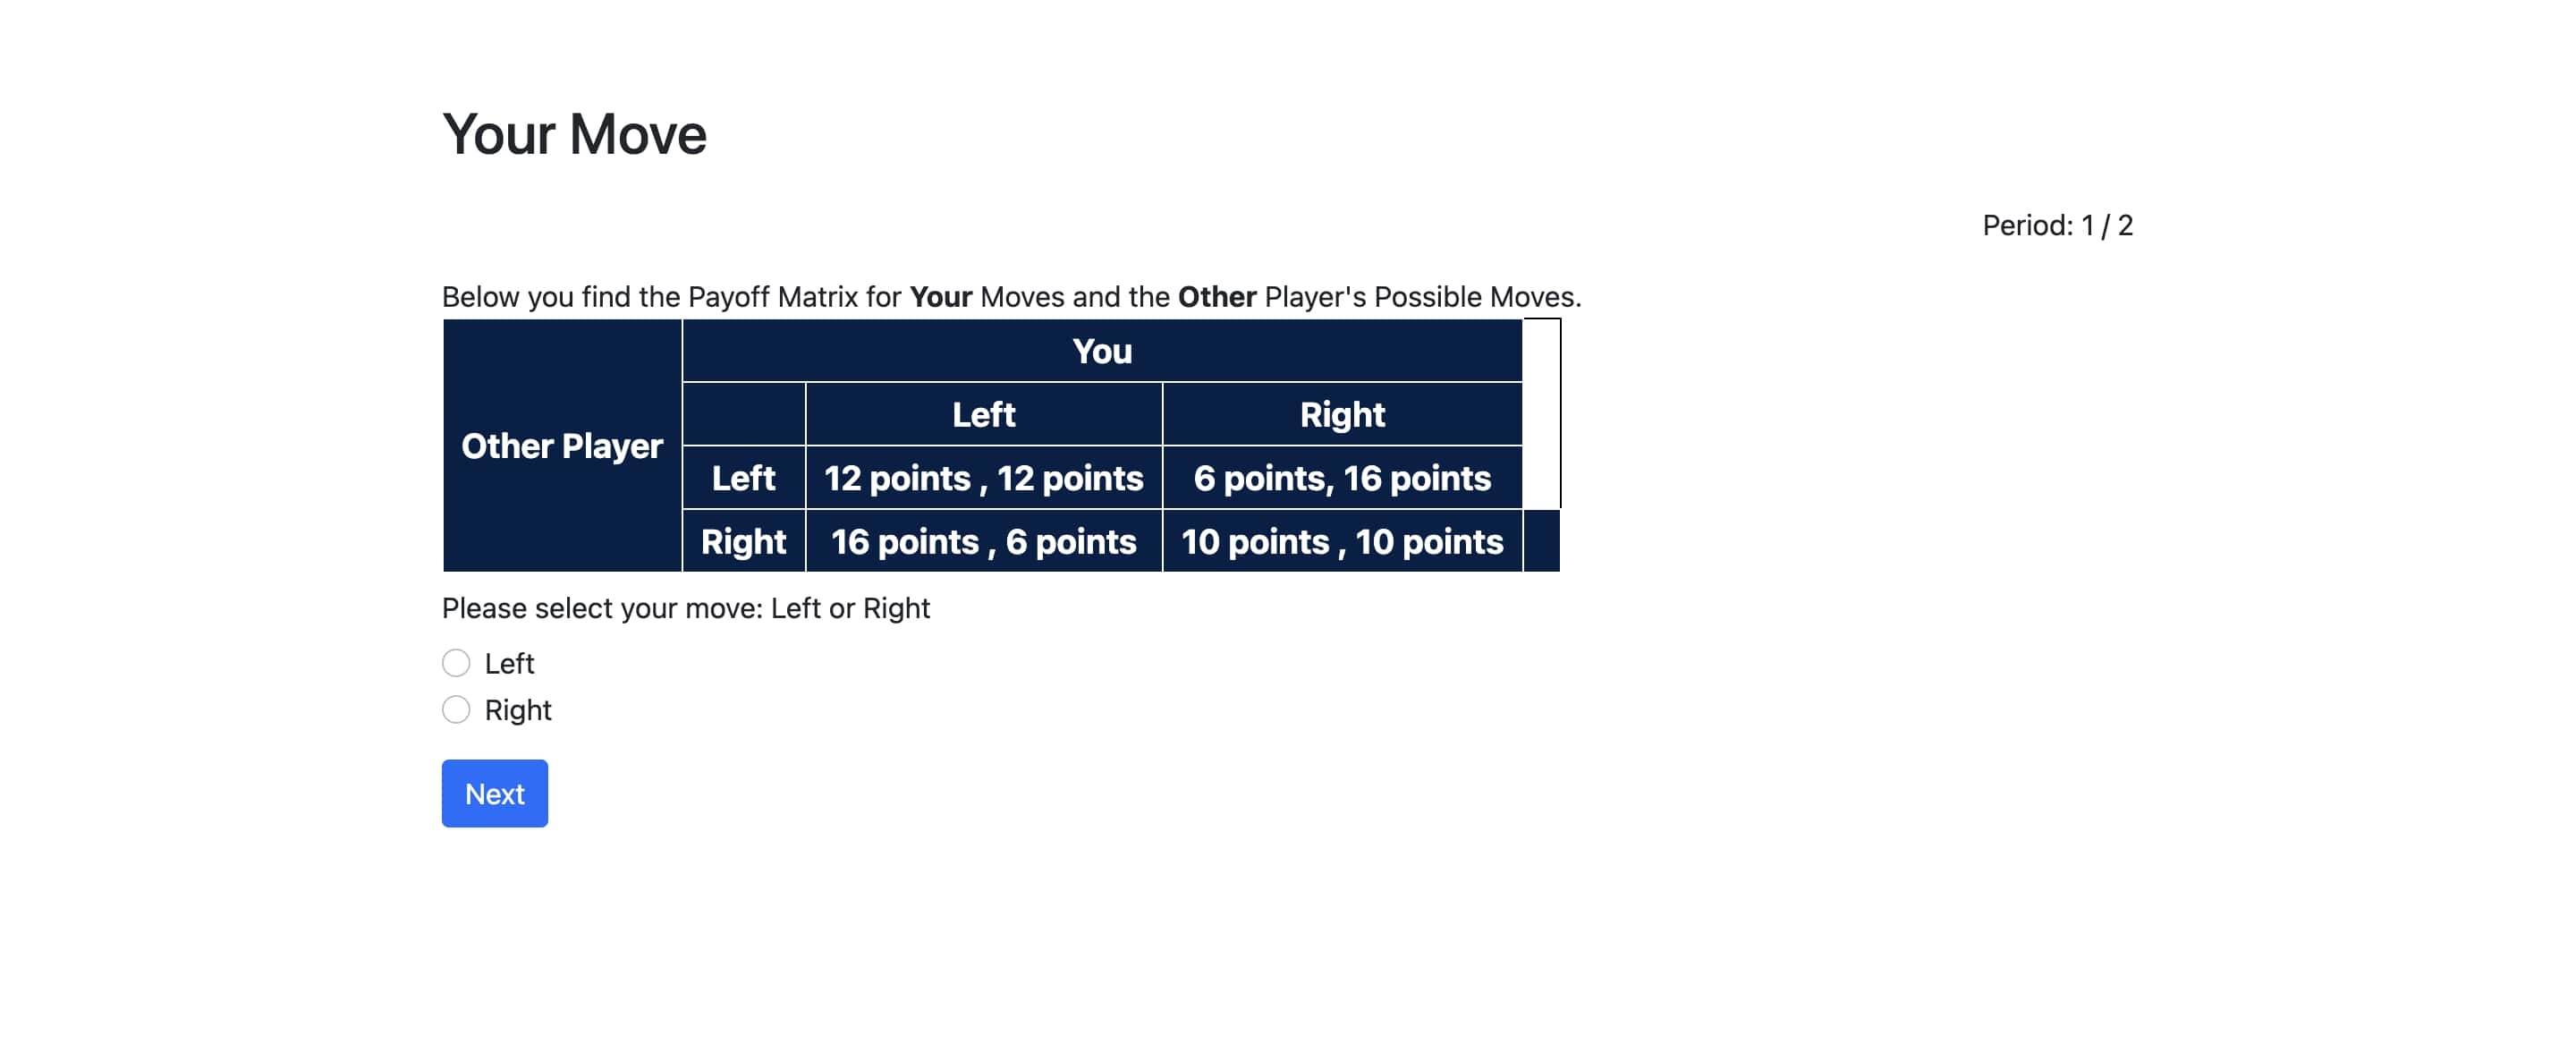 Your Move
Period: 1 / 2
Below you find the Payoff Matrix for Your Moves and the Other Player's Possible Moves.
You
Left Right
Other Player
Left 12 points , 12 points 6 points, 16 points
Right 16 points , 6 points 10 points , 10 points
Please select your move: Left or Right
Left
Right
Next